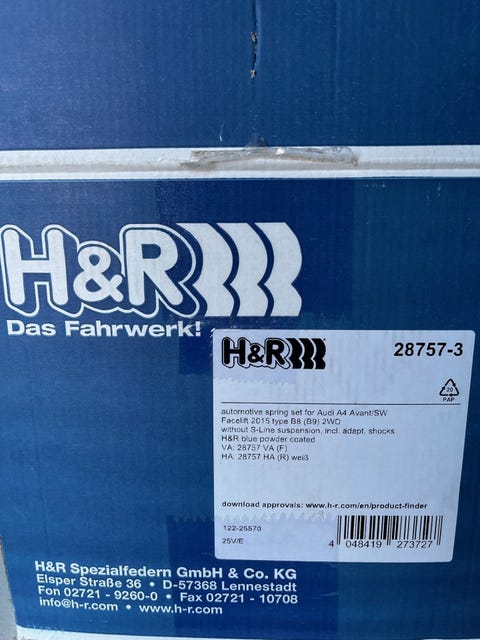 H&R
Das Fahrwerk!
H&R
28757-3
20
PAP
automotive spring set for Audi A4 Avant/SW
Facelift 2015 type B8 (B9) 2WD
without S-Line suspension, incl. adapt. shocks
H&R blue powder coated
VA: 28757 VA (F)
HA: 28757 HA (R) weiß
download approvals: www.h-r.com/en/product-finder
122-25570
25V/E
4 048419 273727
H&R Spezialfedern GmbH & Co. KG
Elsper Straße 36 • D-57368 Lennestadt
Fon 02721 - 9260-0 • Fax 02721 - 10708
info@h-r.com • www.h-r.com